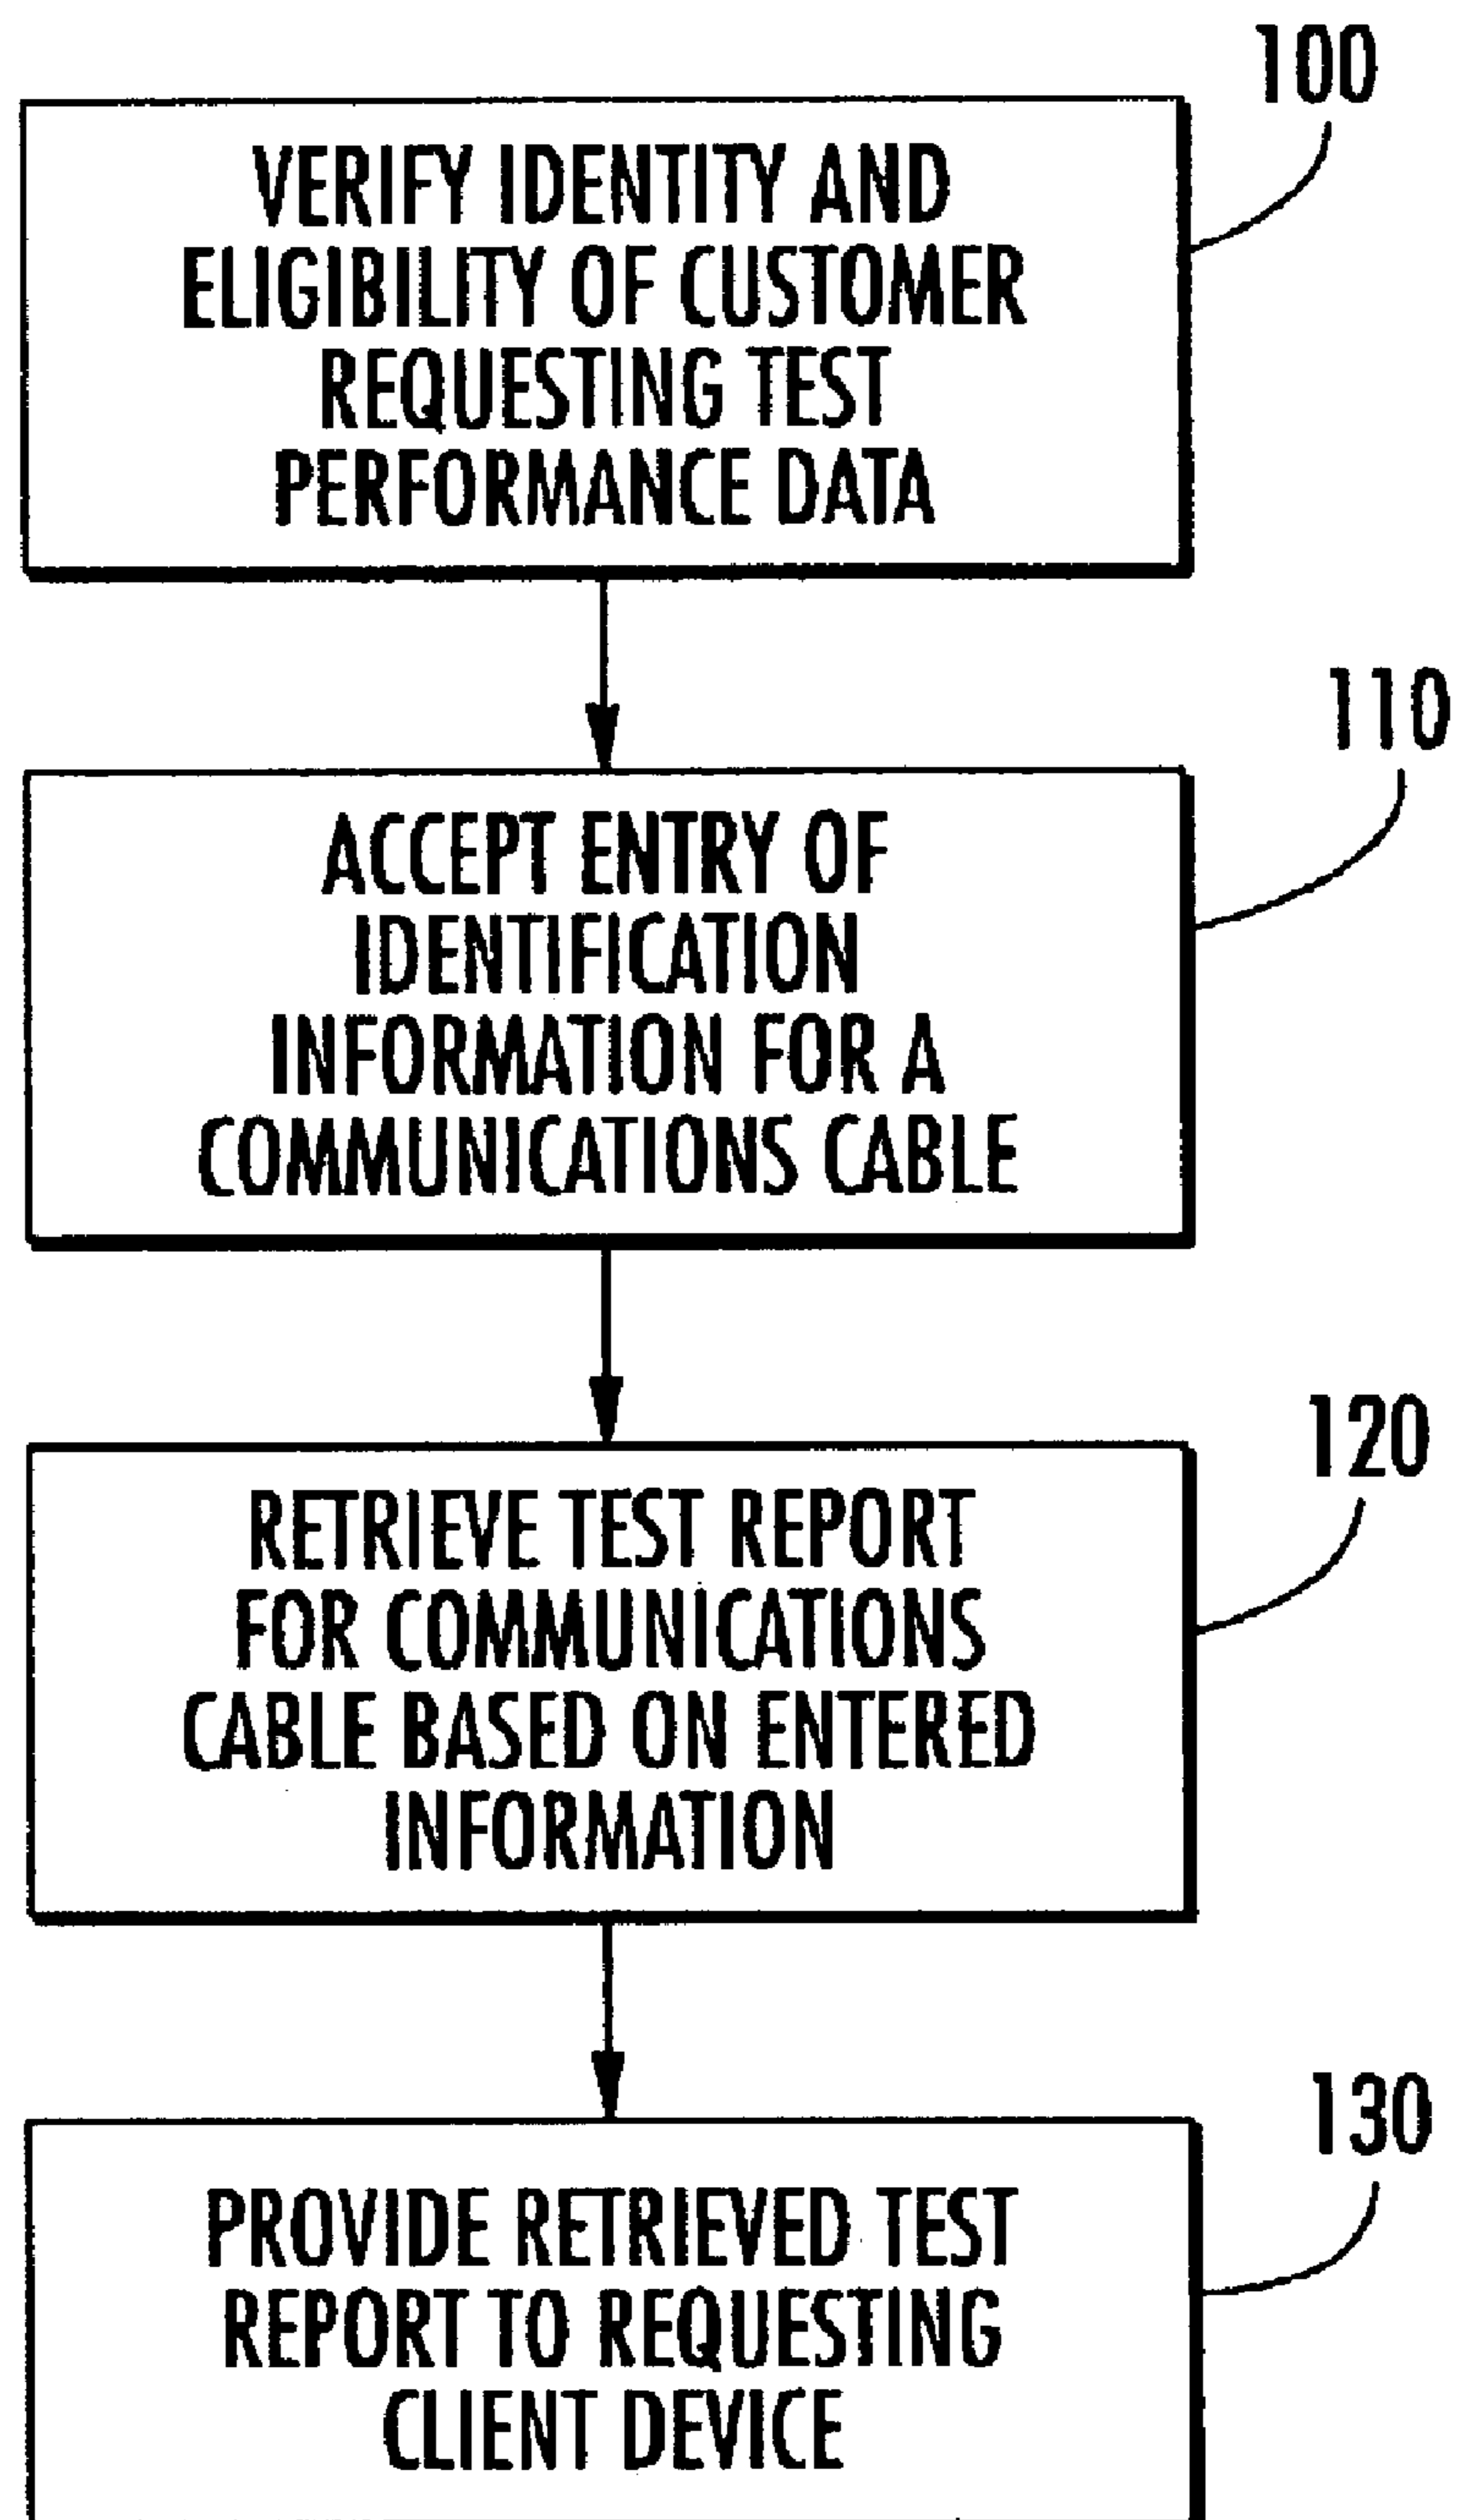 100
VERIFY IDENTITY AND
ELIGIBILITY OF CUSTOMER
REQUESTING TEST
PERFORMANCE DATA
110
ACCEPT ENTRY OF
IDENTIFICATION
INFORMATION FOR A
COMMUNICATIONS CABLE
120
RETRIEVE TEST REPORT
FOR COMMUNICATIONS
CABLE BASED ON ENTERED
INFORMATION
130
PROVIDE RETRIEVED TEST
REPORT TO REQUESTING
CLIENT DEVICE